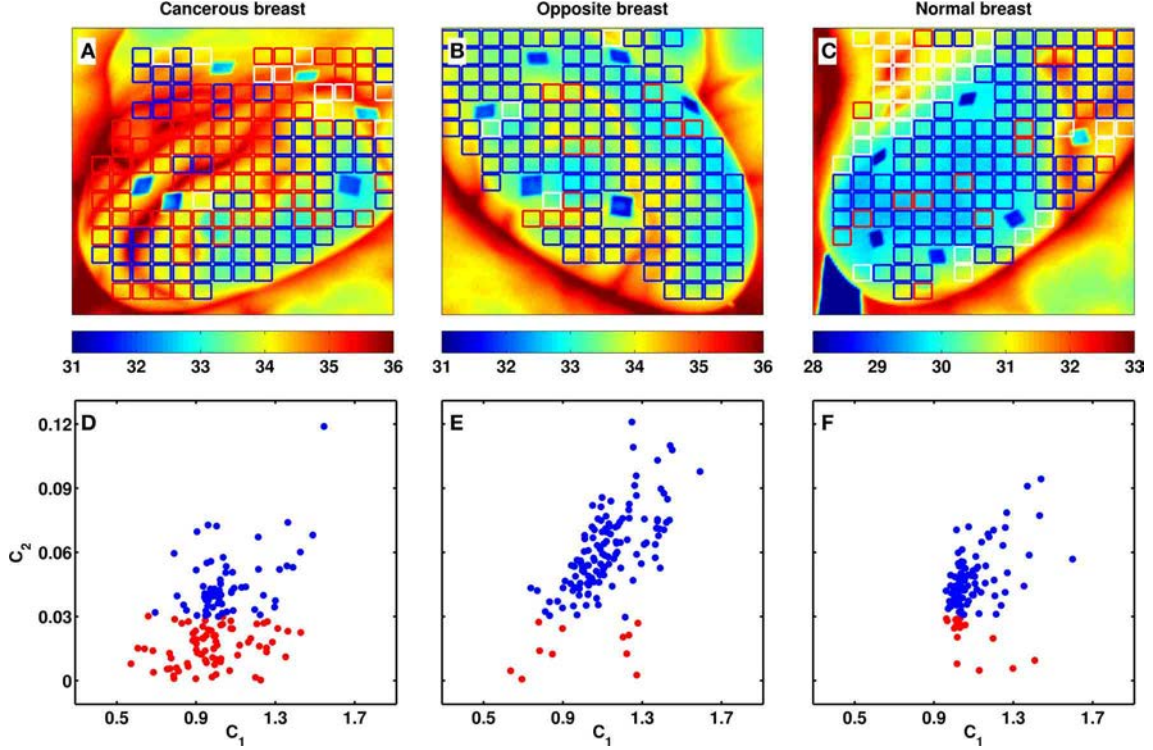 Cancerous breast Opposite breast Normal breast
A B C
31 32 33 34 35 36 31 32 33 34 35 36 28 29 30 31 32 33
D E F
0.12
0.09
0.06
0.03
0
C2
0.5 0.9 1.3 1.7 0.5 0.9 1.3 1.7 0.5 0.9 1.3 1.7
C1 C1 C1